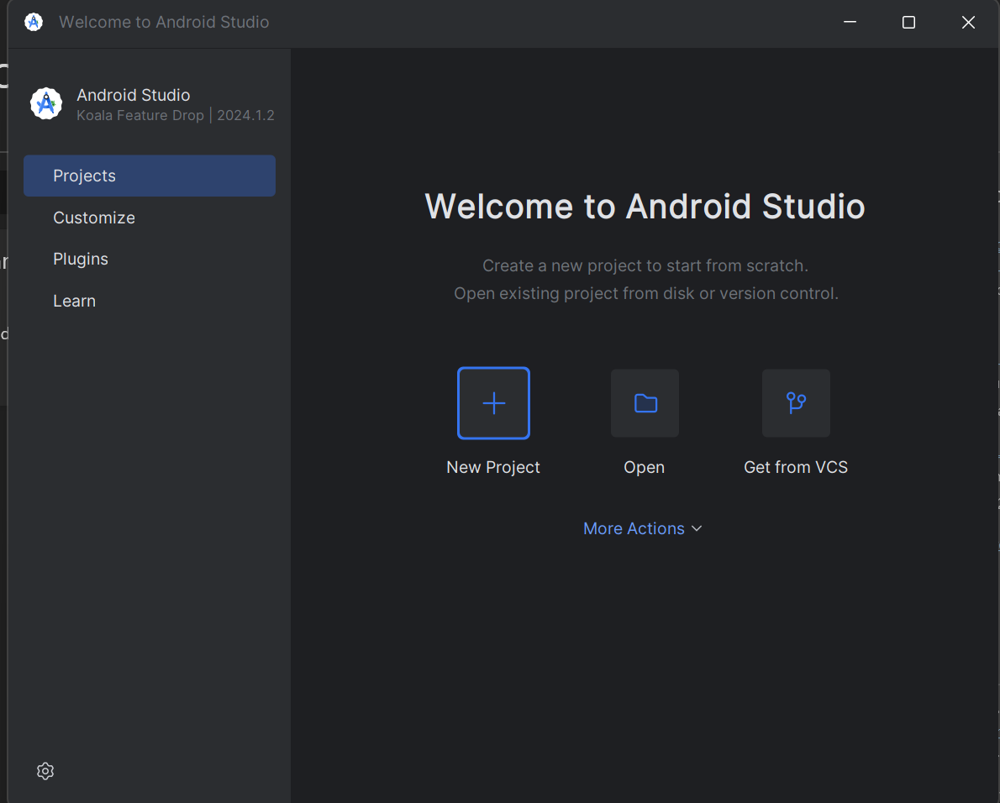 Welcome to Android Studio
Android Studio
Koala Feature Drop | 2024.1.2
Projects
Customize
Plugins
Learn
Welcome to Android Studio
Create a new project to start from scratch.
Open existing project from disk or version control.
New Project
Open
Get from VCS
More Actions